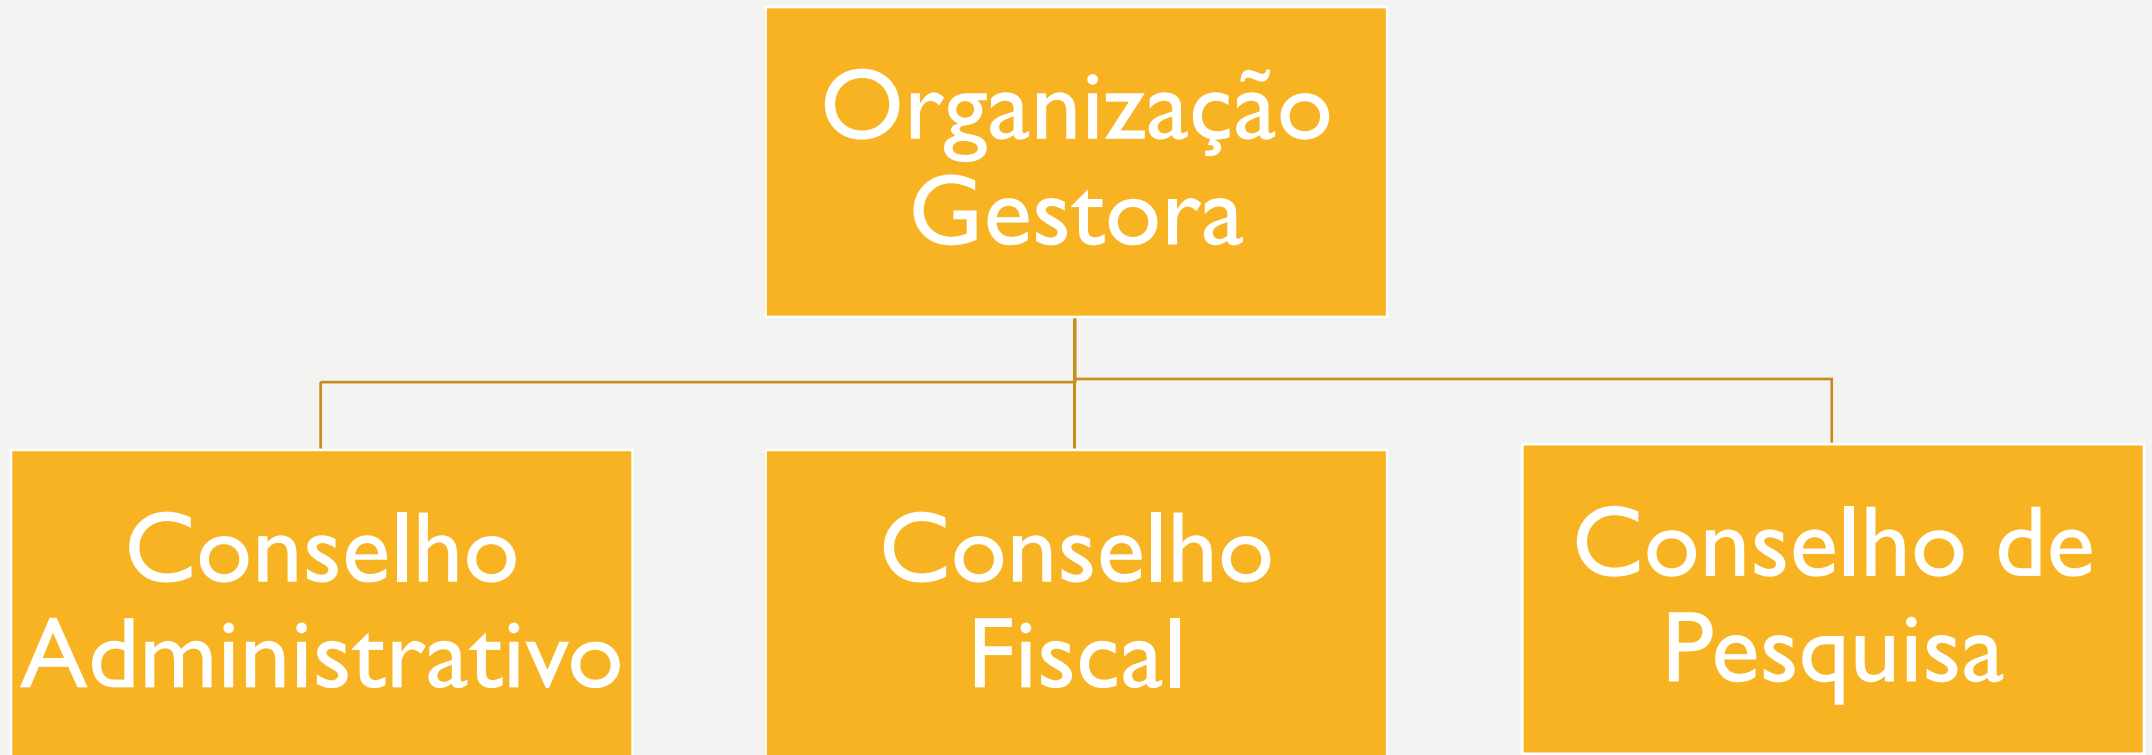 Organização
Gestora
Conselho
Administrativo
Conselho
Fiscal
Conselho de
Pesquisa